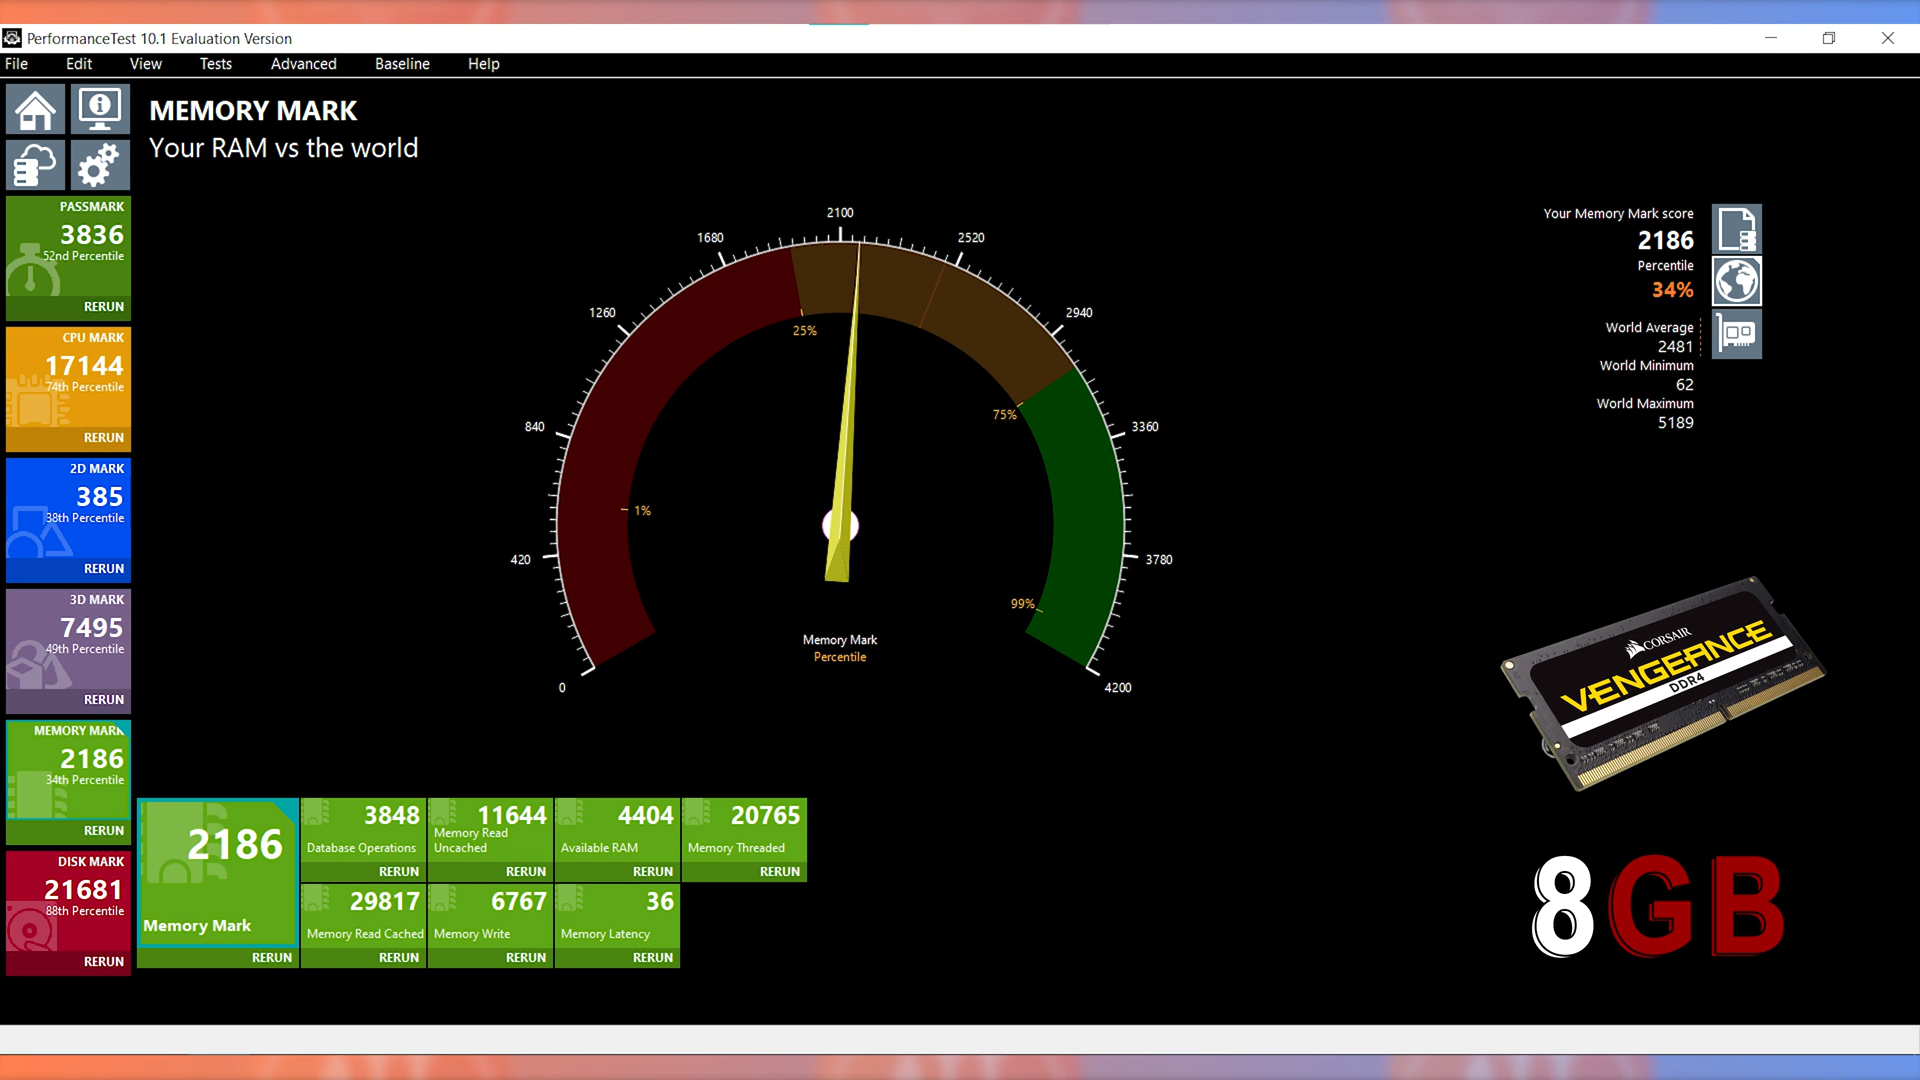 PerformanceTest 10.1 Evaluation Version
File Edit View Tests Advanced Baseline Help
MEMORY MARK
Your RAM vs the world
PASSMARK
3836
52nd Percentile
RERUN
CPU MARK
17144
74th Percentile
RERUN
2D MARK
385
38th Percentile
RERUN
3D MARK
7495
49th Percentile
RERUN
MEMORY MARK
2186
34th Percentile
RERUN
DISK MARK
21681
88th Percentile
RERUN
0
420
840
1260
1680
2100
2520
2940
3360
3780
4200
1%
25%
75%
99%
Memory Mark
Percentile
Your Memory Mark score
2186
Percentile
34%
World Average
2481
World Minimum
62
World Maximum
5189
CORSAIR
VENGEANCE
DDR4
8GB
2186
Memory Mark
RERUN
3848
Database Operations
RERUN
11644
Memory Read
Uncached
RERUN
4404
Available RAM
RERUN
20765
Memory Threaded
RERUN
29817
Memory Read Cached
RERUN
6767
Memory Write
RERUN
36
Memory Latency
RERUN